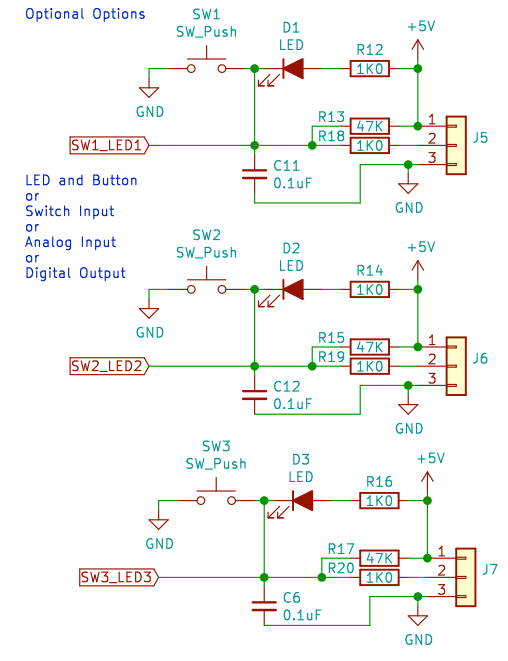 Optional Options
SW1
SW_Push
D1
LED
+5V
R12
1K0
GND
R13
47K
R18
1K0
1
2
3
J5
SW1_LED1
C11
0.1uF
GND
LED and Button
or
Switch Input
or
Analog Input
or
Digital Output
SW2
SW_Push
D2
LED
+5V
R14
1K0
GND
R15
47K
R19
1K0
1
2
3
J6
SW2_LED2
C12
0.1uF
GND
SW3
SW_Push
D3
LED
+5V
R16
1K0
GND
R17
47K
R20
1K0
1
2
3
J7
SW3_LED3
C6
0.1uF
GND